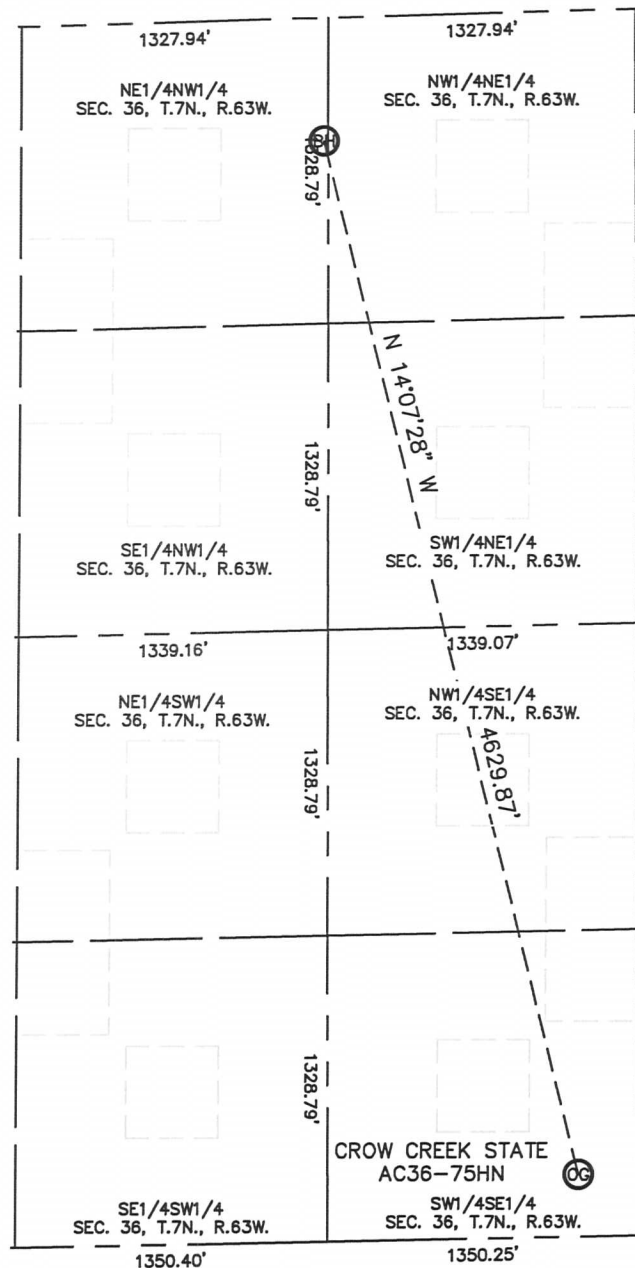 1327.94'
1327.94'
NE1/4NW1/4
SEC. 36, T.7N., R.63W.
NW1/4NE1/4
SEC. 36, T.7N., R.63W.
BH
1328.79'
N 14°07'28" W
1328.79'
SE1/4NW1/4
SEC. 36, T.7N., R.63W.
SW1/4NE1/4
SEC. 36, T.7N., R.63W.
1339.16'
1339.07'
NE1/4SW1/4
SEC. 36, T.7N., R.63W.
NW1/4SE1/4
SEC. 36, T.7N., R.63W.
4629.87'
1328.79'
1328.79'
CROW CREEK STATE
AC36-75HN
OG
SE1/4SW1/4
SEC. 36, T.7N., R.63W.
SW1/4SE1/4
SEC. 36, T.7N., R.63W.
1350.40'
1350.25'